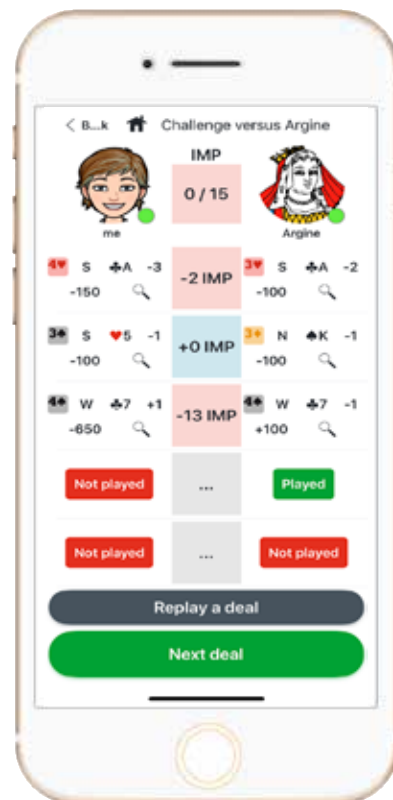 < B...k Challenge versus Argine
IMP
0 / 15
me
Argine
4♥ S ♣A -3
-150
-2 IMP
3♥ S ♣A -2
-100
3♠ S ♥5 -1
-100
+0 IMP
3♦ N ♠K -1
-100
4♠ W ♣7 +1
-650
-13 IMP
4♠ W ♣7 -1
+100
Not played
...
Played
Not played
...
Not played
Replay a deal
Next deal